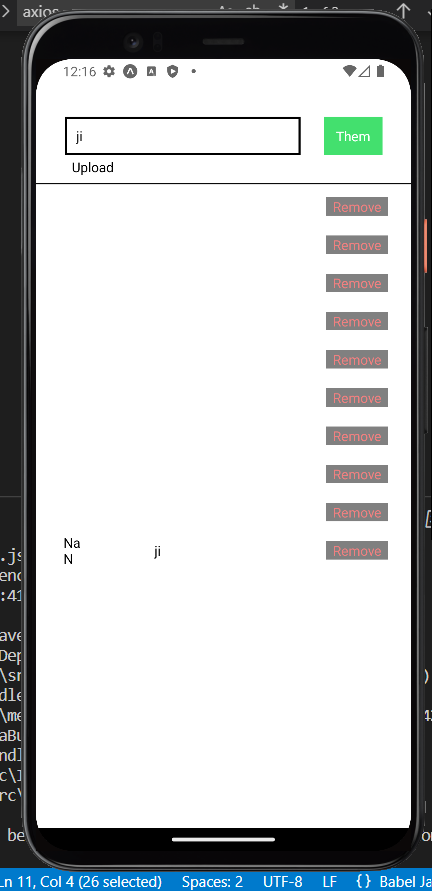 axios
12:16
ji
Them
Upload
Remove
Remove
Remove
Remove
Remove
Remove
Remove
Remove
Remove
Na
N
ji
Remove
.js
enc
:41
ave
Dep
\sr
dle
\me
aBu
ndl
c\I
rc\
be
Ln 11, Col 4 (26 selected) Spaces: 2 UTF-8 LF {} Babel Ja